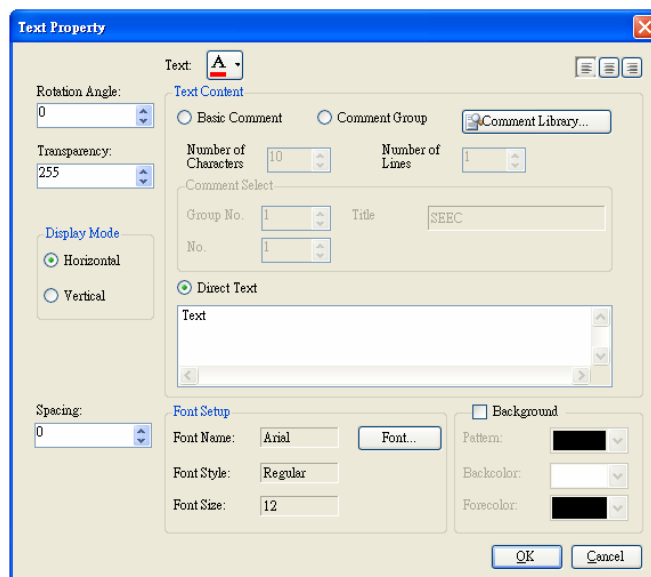 Text Property
Text: A
Rotation Angle:
0
Transparency:
255
Display Mode
Horizontal
Vertical
Spacing:
0
Text Content
Basic Comment
Comment Group
Comment Library...
Number of
Characters
10
Number of
Lines
1
Comment Select
Group No.
1
Title
SEEC
No.
1
Direct Text
Text
Font Setup
Font Name:
Arial
Font...
Font Style:
Regular
Font Size:
12
Background
Pattern:
Backcolor:
Forecolor:
OK
Cancel